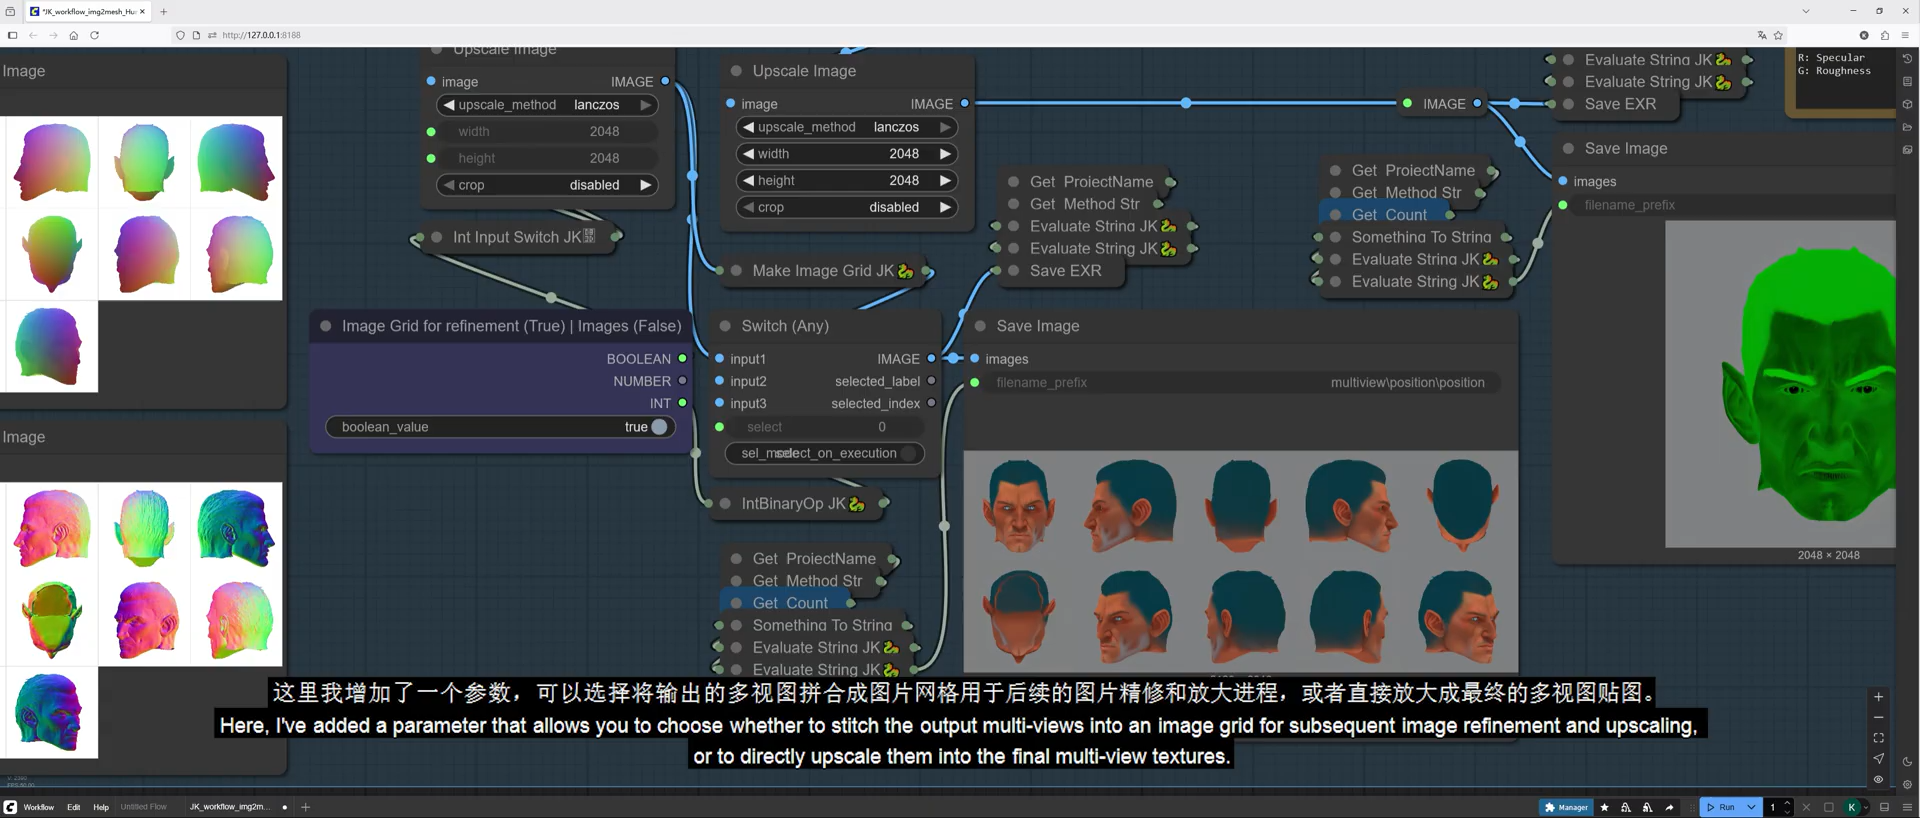 *JK_workflow_img2mesh_Hu
http://127.0.0.1:8188
Image
Upscale Image
image IMAGE
upscale_method lanczos
width 2048
height 2048
crop disabled
Int Input Switch JK
Upscale Image
image IMAGE
upscale_method lanczos
width 2048
height 2048
crop disabled
Make Image Grid JK
Get ProjectName
Get Method Str
Evaluate String JK
Evaluate String JK
Save EXR
IMAGE
Evaluate String JK
Evaluate String JK
Save EXR
R: Specular
G: Roughness
Get ProjectName
Get Method Str
Get Count
Something To String
Evaluate String JK
Evaluate String JK
Save Image
images
filename_prefix
2048 × 2048
Image Grid for refinement (True) | Images (False)
BOOLEAN
NUMBER
INT
boolean_value true
Switch (Any)
input1 IMAGE
input2 selected_label
input3 selected_index
select 0
select_on_execution
IntBinaryOp JK
Save Image
images
filename_prefix multiview\position\position
Image
Get ProjectName
Get Method Str
Get Count
Something To String
Evaluate String JK
Evaluate String JK
这里我增加了一个参数，可以选择将输出的多视图拼合成图片网格用于后续的图片精修和放大进程，或者直接放大成最终的多视图贴图。
Here, I've added a parameter that allows you to choose whether to stitch the output multi-views into an image grid for subsequent image refinement and upscaling,
or to directly upscale them into the final multi-view textures.
Workflow Edit Help Untitled Flow JK_workflow_img2m... Manager Run 1 K